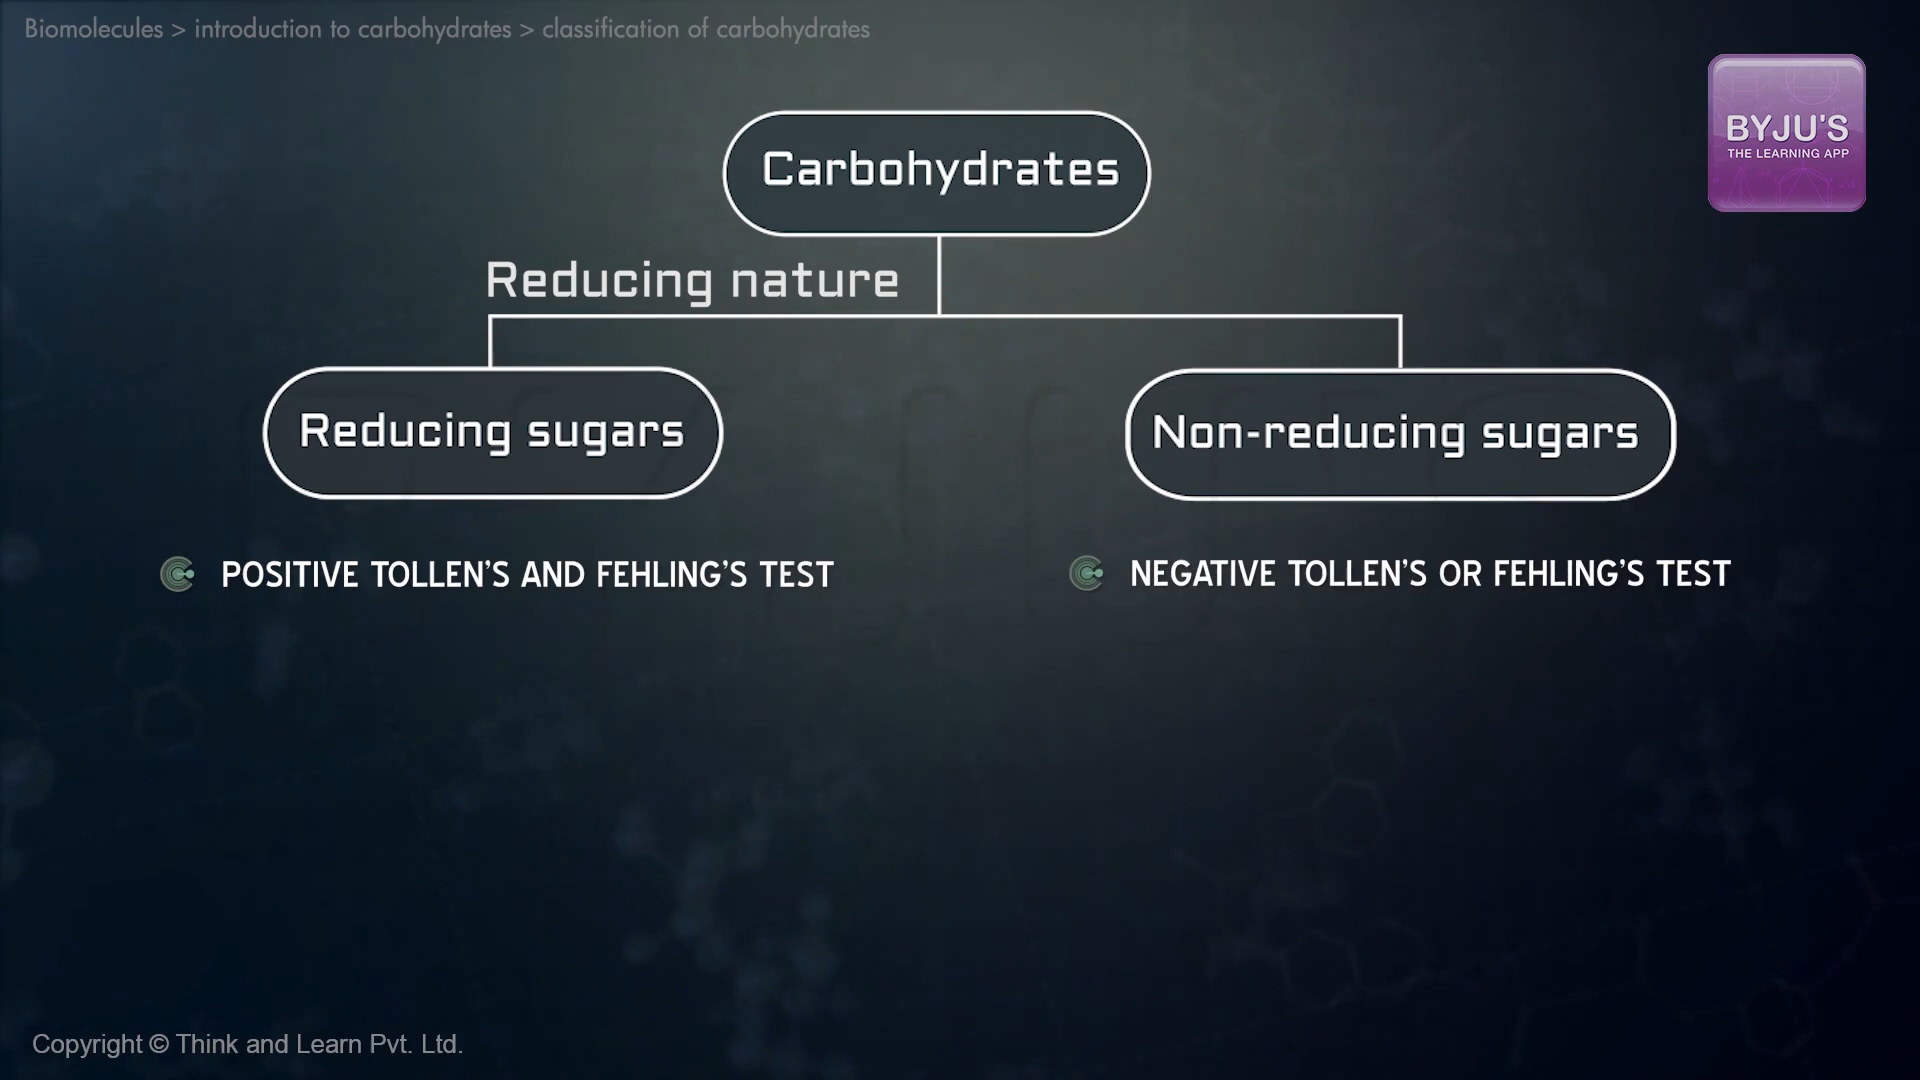 Biomolecules > introduction to carbohydrates > classification of carbohydrates
BYJU'S
THE LEARNING APP
Carbohydrates
Reducing nature
Reducing sugars
Non-reducing sugars
POSITIVE TOLLEN'S AND FEHLING'S TEST
NEGATIVE TOLLEN'S OR FEHLING'S TEST
Copyright © Think and Learn Pvt. Ltd.